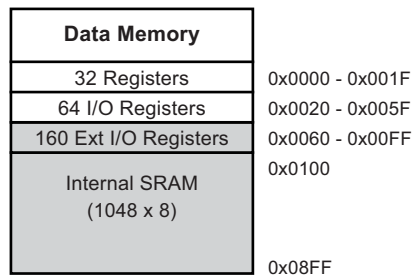 Data Memory
32 Registers 0x0000 - 0x001F
64 I/O Registers 0x0020 - 0x005F
160 Ext I/O Registers 0x0060 - 0x00FF
0x0100
Internal SRAM
(1048 x 8)
0x08FF